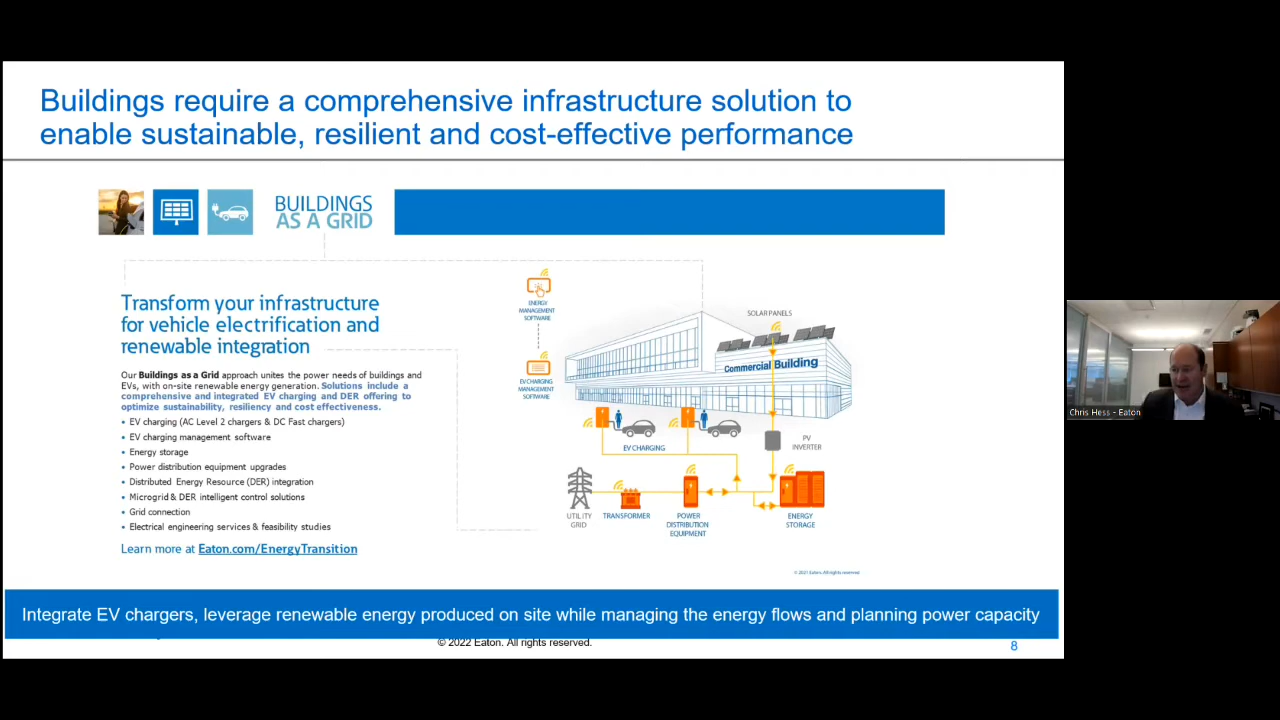 Buildings require a comprehensive infrastructure solution to
enable sustainable, resilient and cost-effective performance
BUILDINGS
AS A GRID
Transform your infrastructure
for vehicle electrification and
renewable integration
Our Buildings as a Grid approach unites the power needs of buildings and
EVs, with on-site renewable energy generation. Solutions include a
comprehensive and integrated EV charging and DER offering to
optimize sustainability, resiliency and cost effectiveness.
• EV charging (AC Level 2 chargers & DC Fast chargers)
• EV charging management software
• Energy storage
• Power distribution equipment upgrades
• Distributed Energy Resource (DER) integration
• Microgrid & DER intelligent control solutions
• Grid connection
• Electrical engineering services & feasibility studies
Learn more at Eaton.com/EnergyTransition
ENERGY
MANAGEMENT
SOFTWARE
EV CHARGING
MANAGEMENT
SOFTWARE
SOLAR PANELS
Commercial Building
EV CHARGING
PV
INVERTER
UTILITY
GRID
TRANSFORMER
POWER
DISTRIBUTION
EQUIPMENT
ENERGY
STORAGE
© 2021 Eaton. All rights reserved
Integrate EV chargers, leverage renewable energy produced on site while managing the energy flows and planning power capacity
© 2022 Eaton. All rights reserved.
8
Chris Hess - Eaton